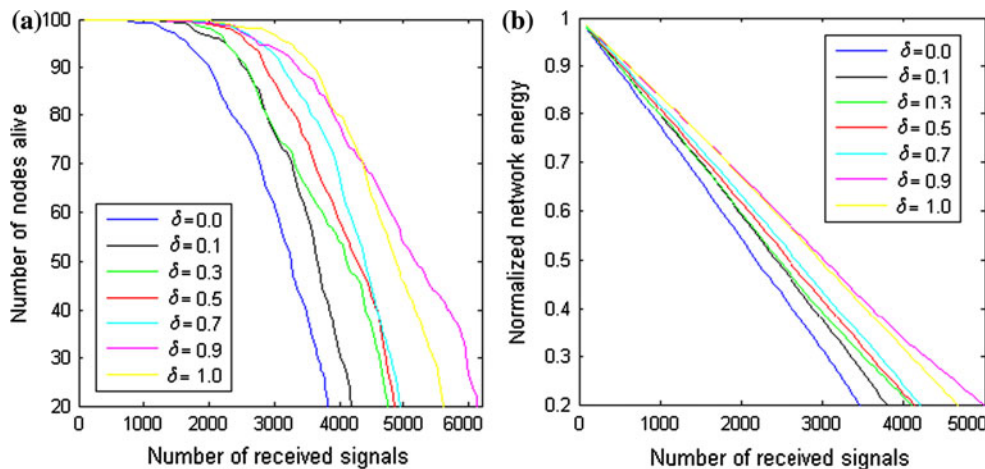 (a)
Number of nodes alive
100
90
80
70
60
50
40
30
20
0 1000 2000 3000 4000 5000 6000
Number of received signals
δ= 0.0
δ= 0.1
δ= 0.3
δ= 0.5
δ= 0.7
δ= 0.9
δ= 1.0
(b)
Normalized network energy
1
0.9
0.8
0.7
0.6
0.5
0.4
0.3
0.2
0 1000 2000 3000 4000 5000
Number of received signals
δ= 0.0
δ= 0.1
δ= 0.3
δ= 0.5
δ= 0.7
δ= 0.9
δ= 1.0